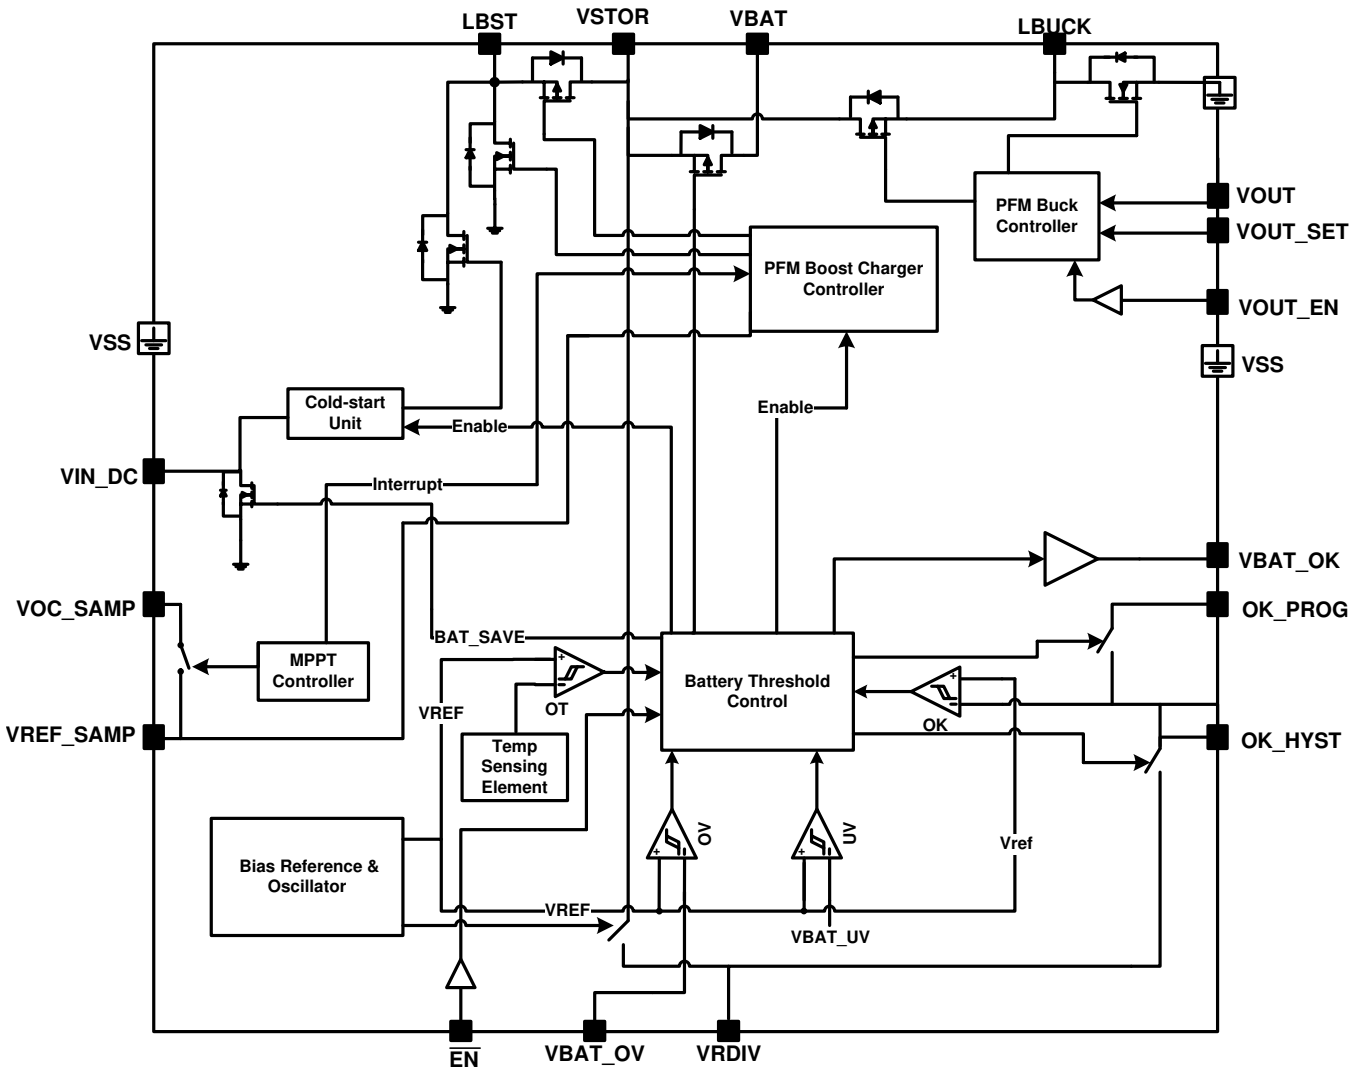 LBST
VSTOR
VBAT
LBUCK
PFM Buck
Controller
VOUT
VOUT_SET
VOUT_EN
VSS
PFM Boost Charger
Controller
VSS
Cold-start
Unit
Enable
Enable
VIN_DC
Interrupt
VBAT_OK
VOC_SAMP
OK_PROG
BAT_SAVE
MPPT
Controller
+
–
OT
Battery Threshold
Control
+
–
OK
VREF
VREF_SAMP
OK_HYST
Temp
Sensing
Element
Bias Reference &
Oscillator
+
–
OV
+
–
UV
Vref
VREF
VBAT_UV
EN
VBAT_OV
VRDIV